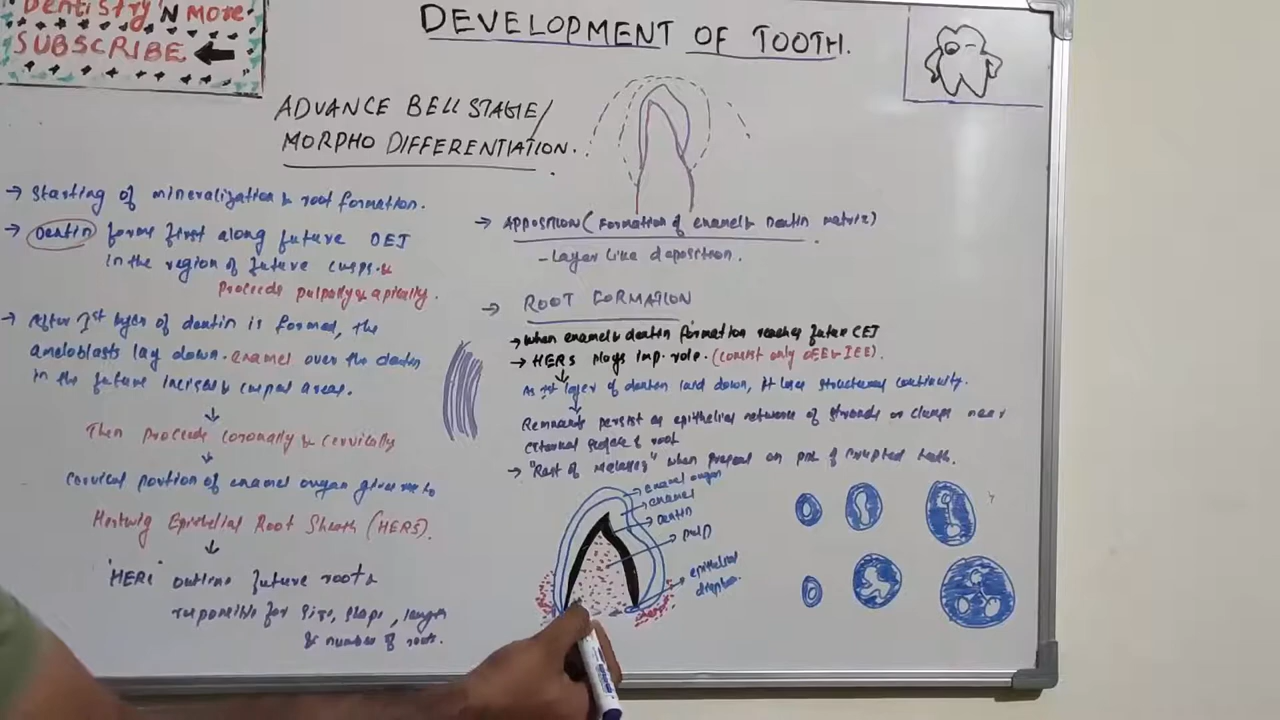 Dentistry 'N More
SUBSCRIBE
DEVELOPMENT OF TOOTH.
ADVANCE BELL STAGE/
MORPHO DIFFERENTIATION.
→ Starting of mineralization & root formation.
→ Dentin forms first along future DEJ
in the region of future cusps &
proceeds pulpally & apically.
→ After 1st layer of dentin is formed, the
ameloblasts lay down enamel over the dentin
in the future incisal & cuspal areas.
↓
Then proceeds coronally & cervically
↓
Cervical portion of enamel organ gives rise to
Hertwig Epithelial Root Sheath (HERS).
↓
'HERS' outlines future roots
responsible for size, shape, length
& number of roots.
→ APPOSITION (Formation of enamel & Dentin matrix)
- Layer like deposition.
→ ROOT FORMATION
→ When enamel & dentin formation reaches future CEJ
→ HERS plays imp. role. (consist only OEE & IEE).
↓
As 1st layer of dentin laid down, it lose structural continuity.
↓
Remnants persist as epithelial network of strands or clumps near
external surface of root
→ "Rest of Malassez" when present on PDL of erupted teeth.
enamel organ
enamel
Dentin
pulp
epithelial